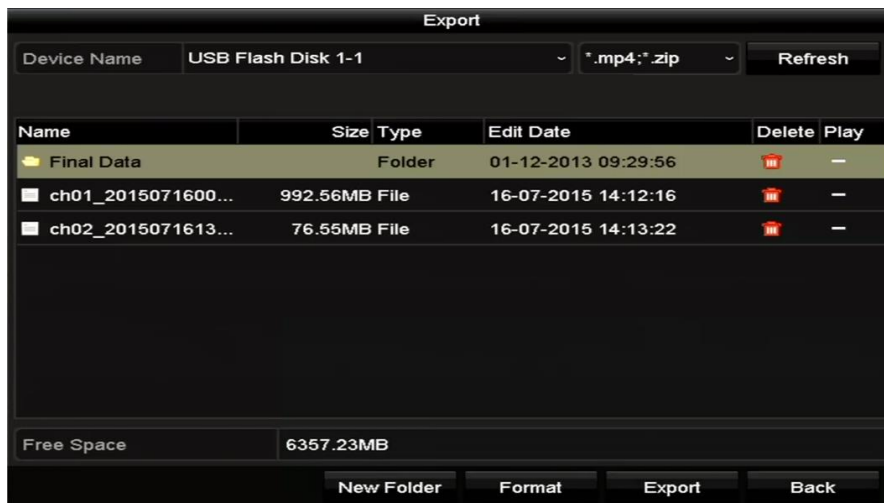 Export
Device Name USB Flash Disk 1-1 *.mp4;*.zip Refresh
Name Size Type Edit Date Delete Play
Final Data Folder 01-12-2013 09:29:56
ch01_2015071600... 992.56MB File 16-07-2015 14:12:16
ch02_2015071613... 76.55MB File 16-07-2015 14:13:22
Free Space 6357.23MB
New Folder Format Export Back